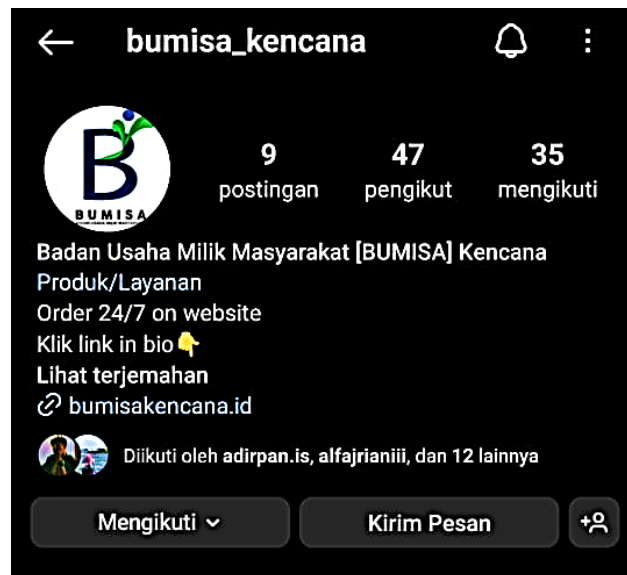 bumisa_kencana
B
BUMISA
9 47 35
postingan pengikut mengikuti
Badan Usaha Milik Masyarakat [BUMISA] Kencana
Produk/Layanan
Order 24/7 on website
Klik link in bio👇
Lihat terjemahan
bumisakencana.id
Diikuti oleh adirpan.is, alfajrianiii, dan 12 lainnya
Mengikuti Kirim Pesan